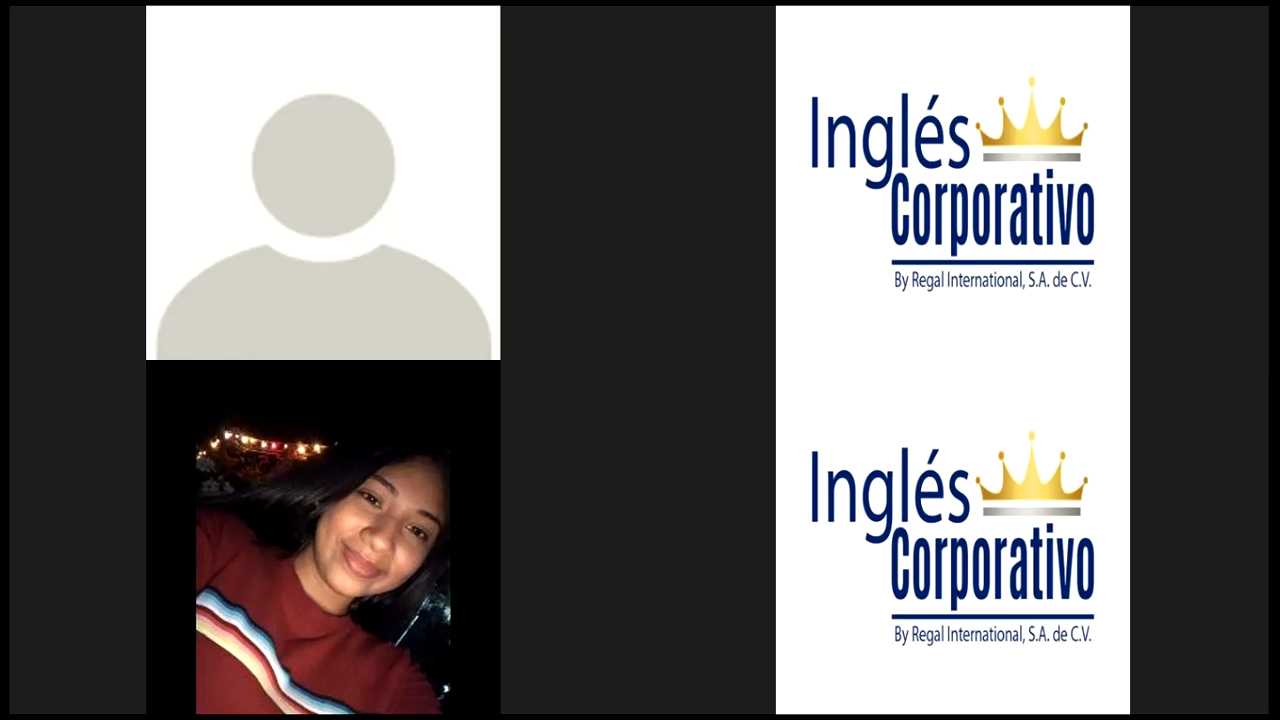 Inglés
Corporativo
By Regal International, S.A. de C.V.
Inglés
Corporativo
By Regal International, S.A. de C.V.